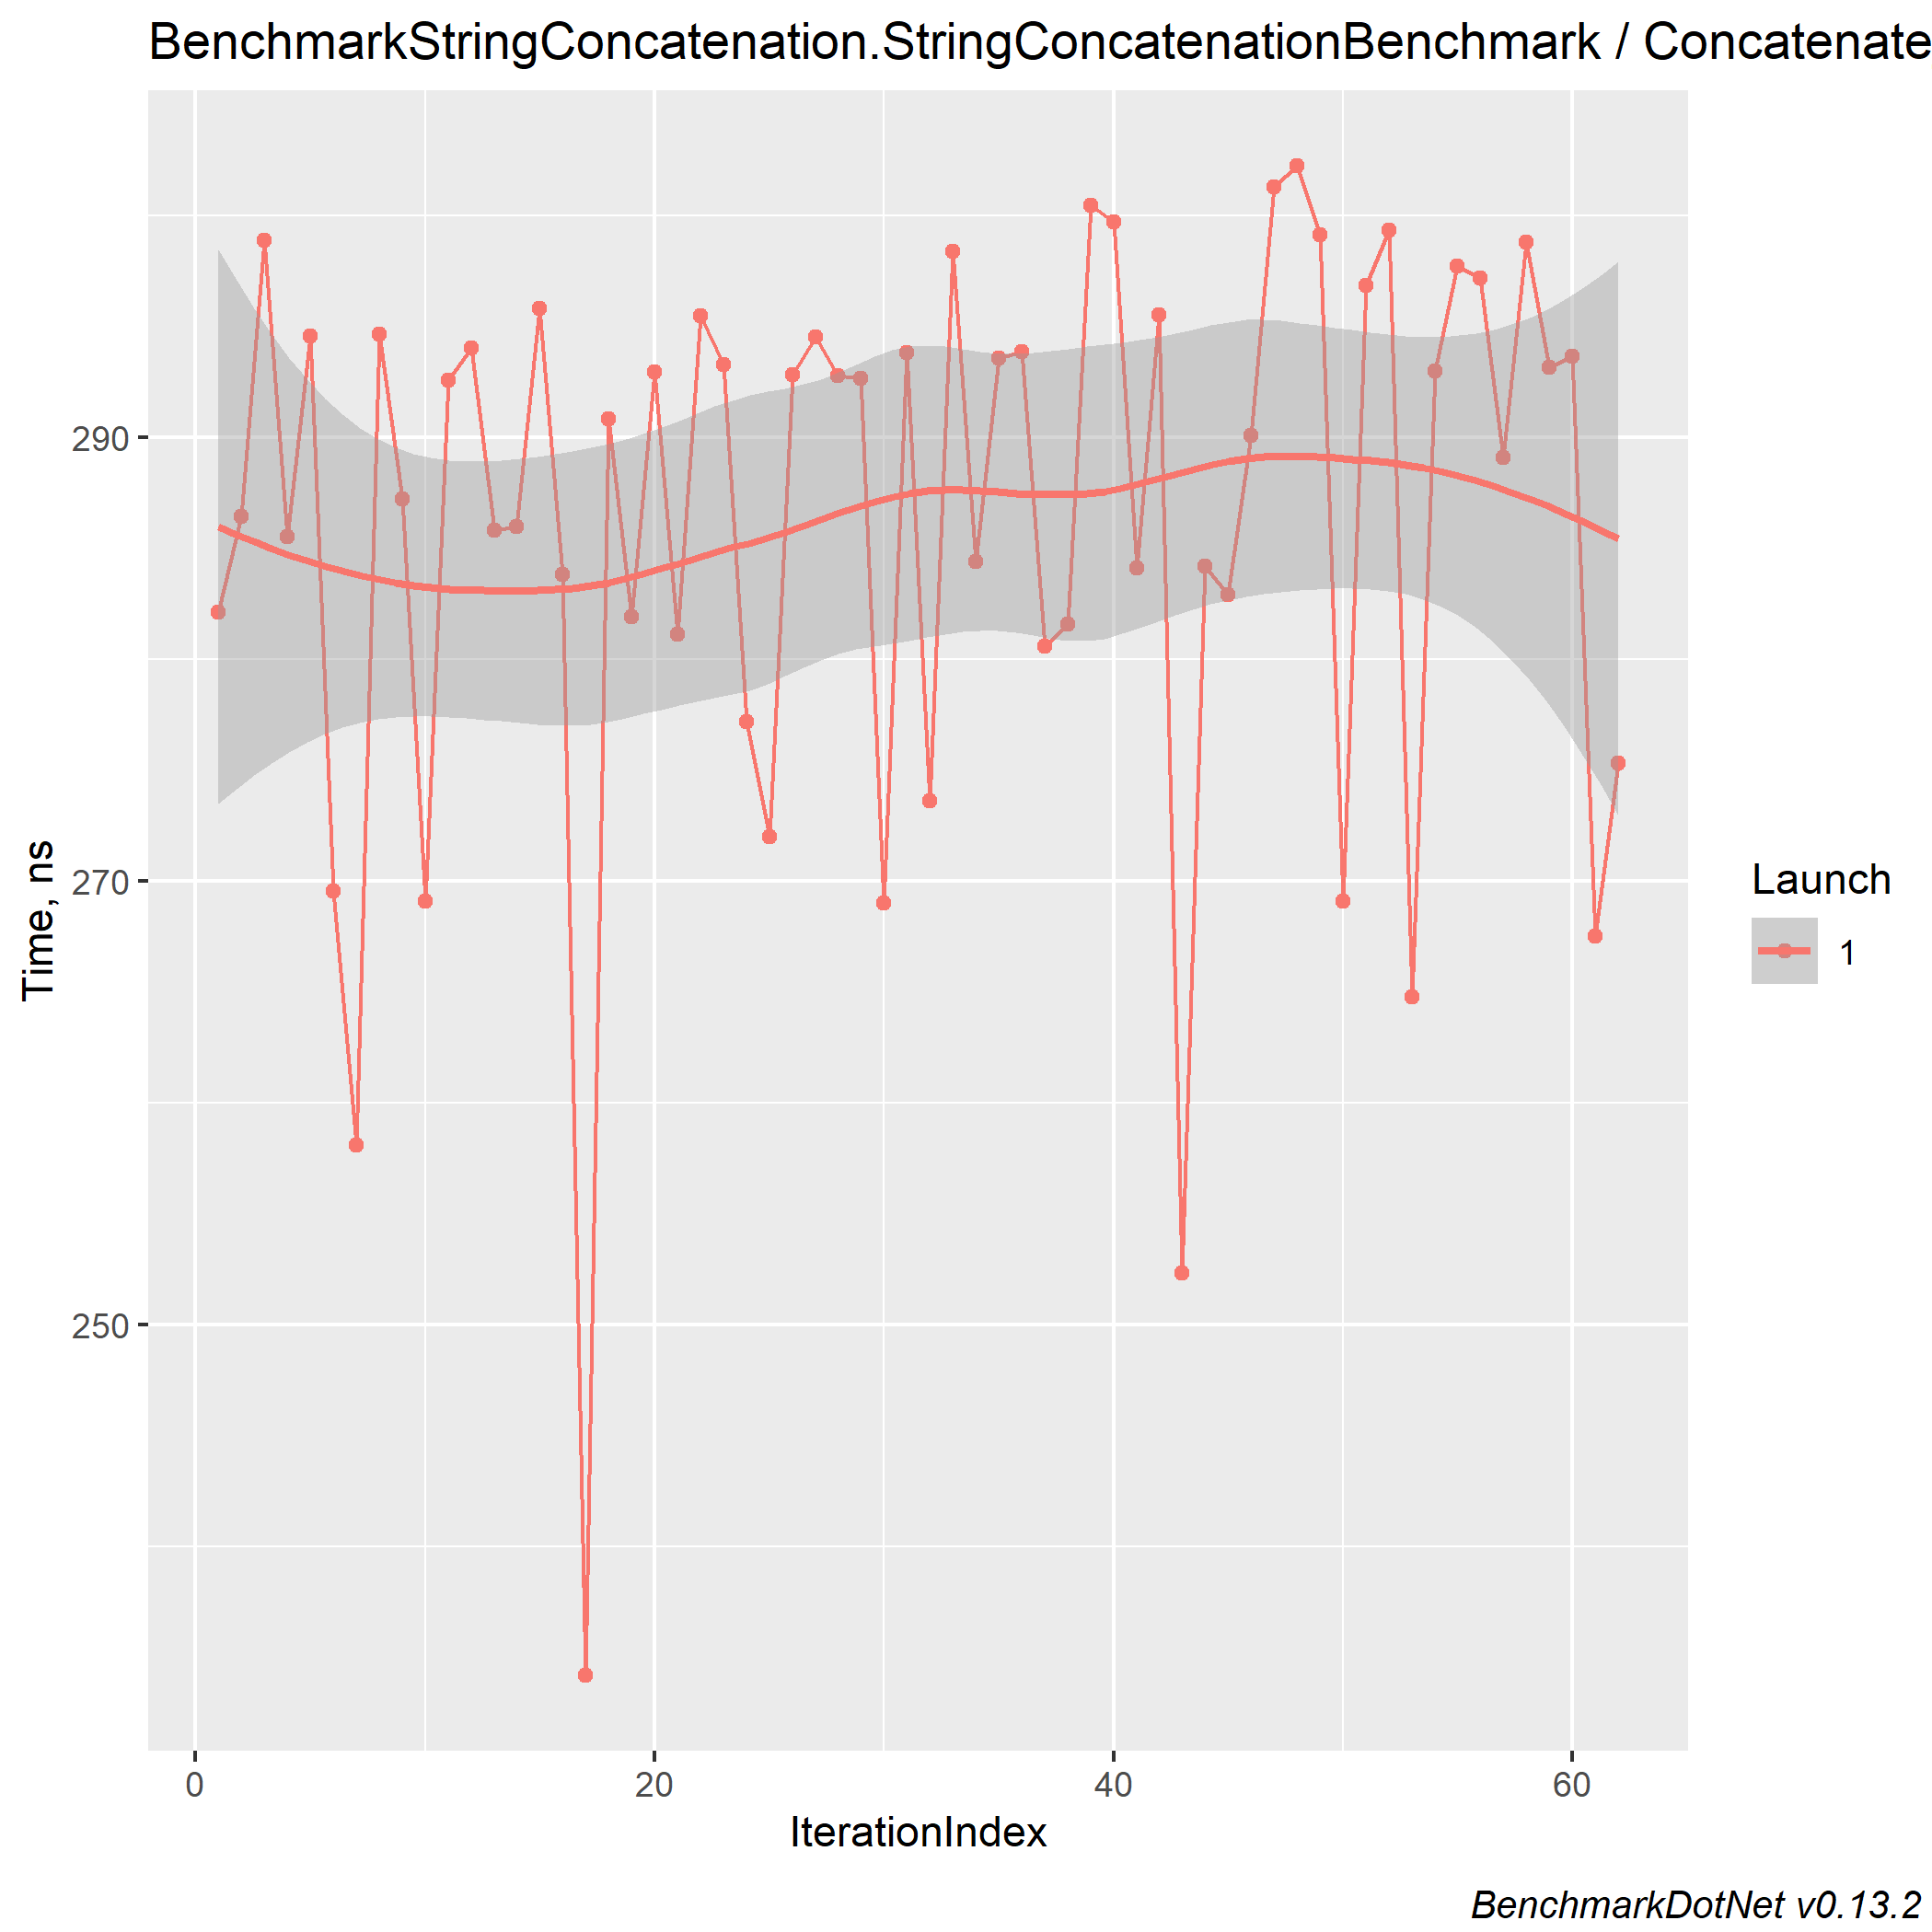 BenchmarkStringConcatenation.StringConcatenationBenchmark / Concatenate
Time, ns
290
270
250
0 20 40 60
IterationIndex
Launch
1
BenchmarkDotNet v0.13.2